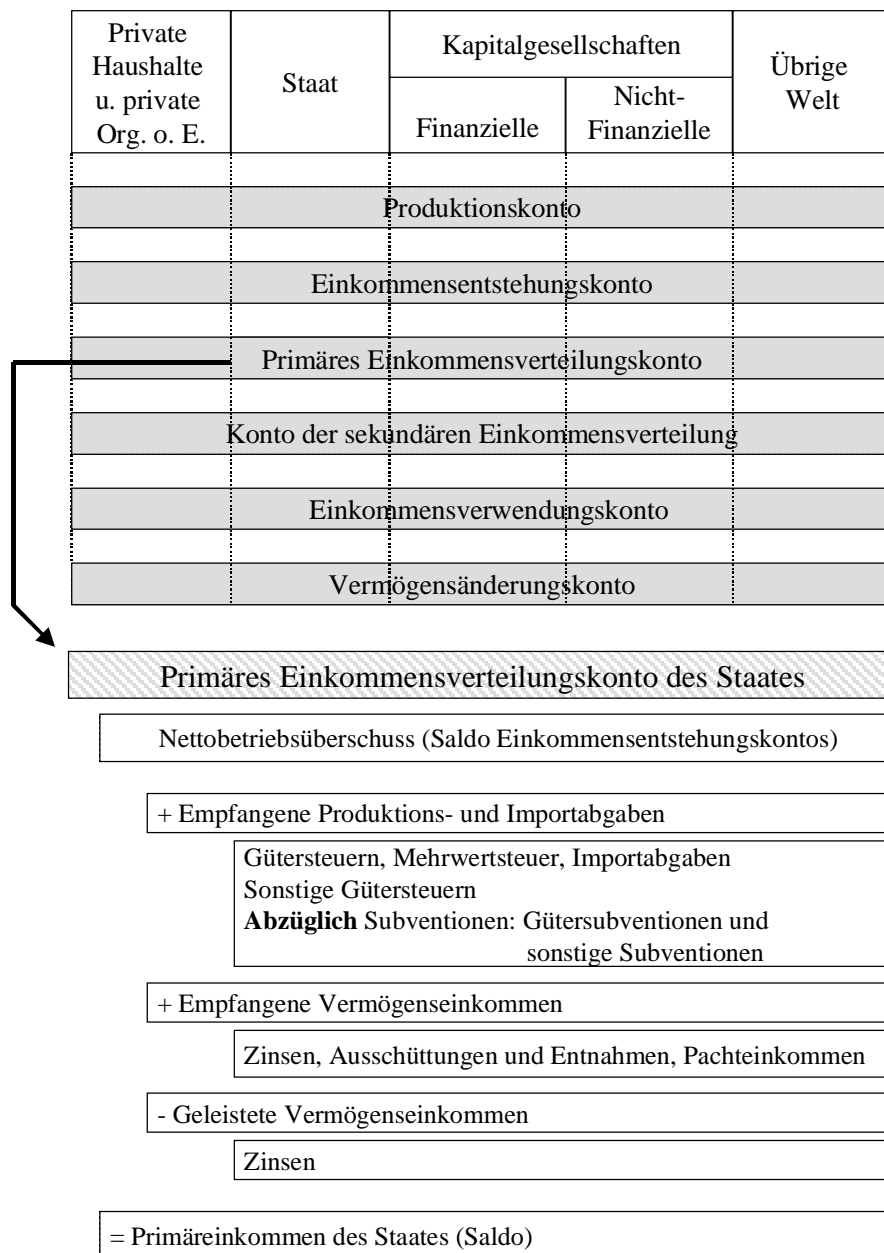 Private
Haushalte
u. private
Org. o. E.
Staat
Kapitalgesellschaften
Finanzielle
Nicht-
Finanzielle
Übrige
Welt
Produktionskonto
Einkommensentstehungskonto
Primäres Einkommensverteilungskonto
Konto der sekundären Einkommensverteilung
Einkommensverwendungskonto
Vermögensänderungskonto
Primäres Einkommensverteilungskonto des Staates
Nettobetriebsüberschuss (Saldo Einkommensentstehungskontos)
+ Empfangene Produktions- und Importabgaben
Gütersteuern, Mehrwertsteuer, Importabgaben
Sonstige Gütersteuern
Abzüglich Subventionen: Gütersubventionen und
sonstige Subventionen
+ Empfangene Vermögenseinkommen
Zinsen, Ausschüttungen und Entnahmen, Pachteinkommen
- Geleistete Vermögenseinkommen
Zinsen
= Primäreinkommen des Staates (Saldo)